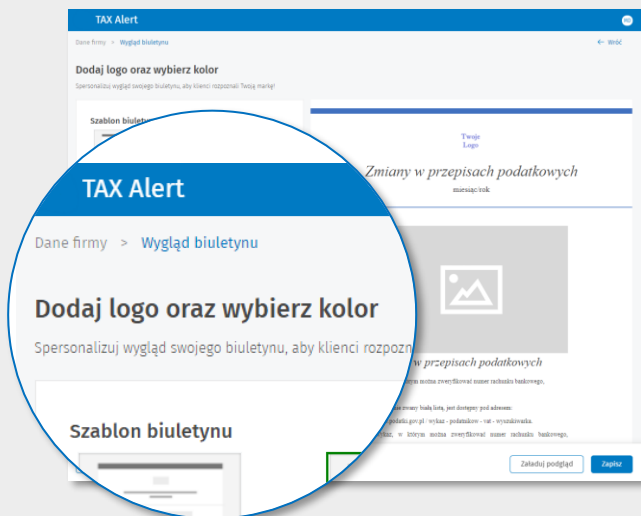 TAX Alert
Dane firmy > Wygląd biuletynu
← Wróć
Dodaj logo oraz wybierz kolor
Spersonalizuj wygląd swojego biuletynu, aby klienci rozpoznali Twoją markę!
Szablon biulet
Twoje
Logo
Zmiany w przepisach podatkowych
miesiąc/rok
TAX Alert
Dane firmy > Wygląd biuletynu
Dodaj logo oraz wybierz kolor
Spersonalizuj wygląd swojego biuletynu, aby klienci rozpozn
Szablon biuletynu
w przepisach podatkowych
można zweryfikować numer rachunku bankowego,
zwany białą listą, jest dostępny pod adresem:
podatki.gov.pl - wykaz - podatnikow - vat - wyszukiwarka.
w którym można zweryfikować numer rachunku bankowego,
Załaduj podgląd
Zapisz